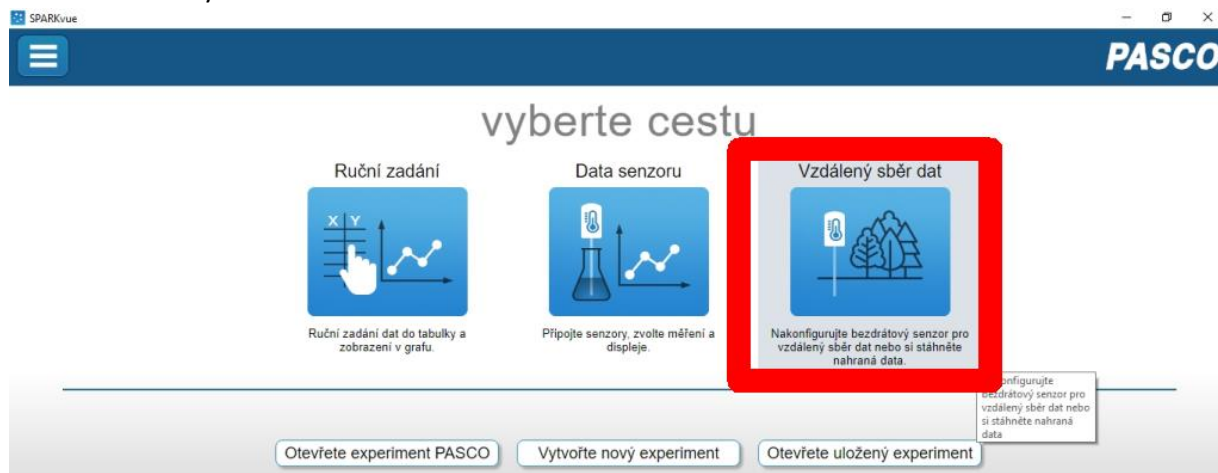 SPARKvue
PASCO
vyberte cestu
Ruční zadání
Data senzoru
Vzdálený sběr dat
X Y
Ruční zadání dat do tabulky a
zobrazení v grafu.
Připojte senzory, zvolte měření a
displeje.
Nakonfigurujte bezdrátový senzor pro
vzdálený sběr dat nebo si stáhněte
nahraná data.
bezdrátový senzor pro
vzdálený sběr dat nebo
si stáhněte nahraná
data
Otevřete experiment PASCO
Vytvořte nový experiment
Otevřete uložený experiment